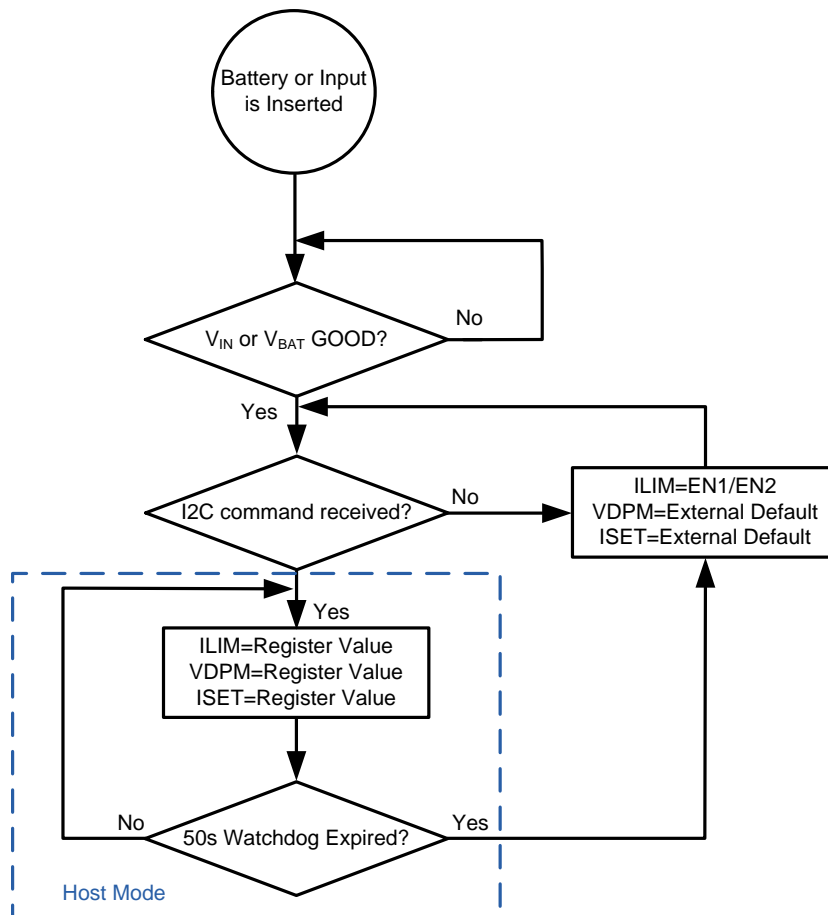 Battery or Input
is Inserted
VIN or VBAT GOOD?
No
Yes
I2C command received?
No
ILIM=EN1/EN2
VDPM=External Default
ISET=External Default
Yes
ILIM=Register Value
VDPM=Register Value
ISET=Register Value
50s Watchdog Expired?
No
Yes
Host Mode